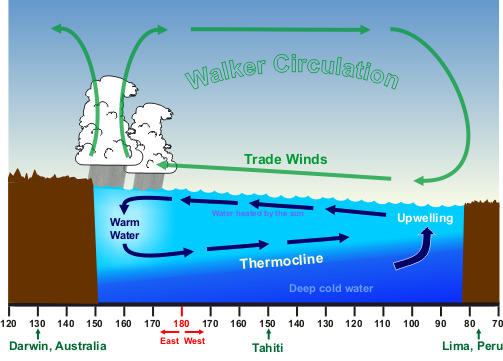 Walker Circulation
Trade Winds
Water heated by the sun
Upwelling
Warm
Water
Thermocline
Deep cold water
120 130 140 150 160 170 180 170 160 150 140 130 120 110 100 90 80 70
East West
Darwin, Australia Tahiti Lima, Peru